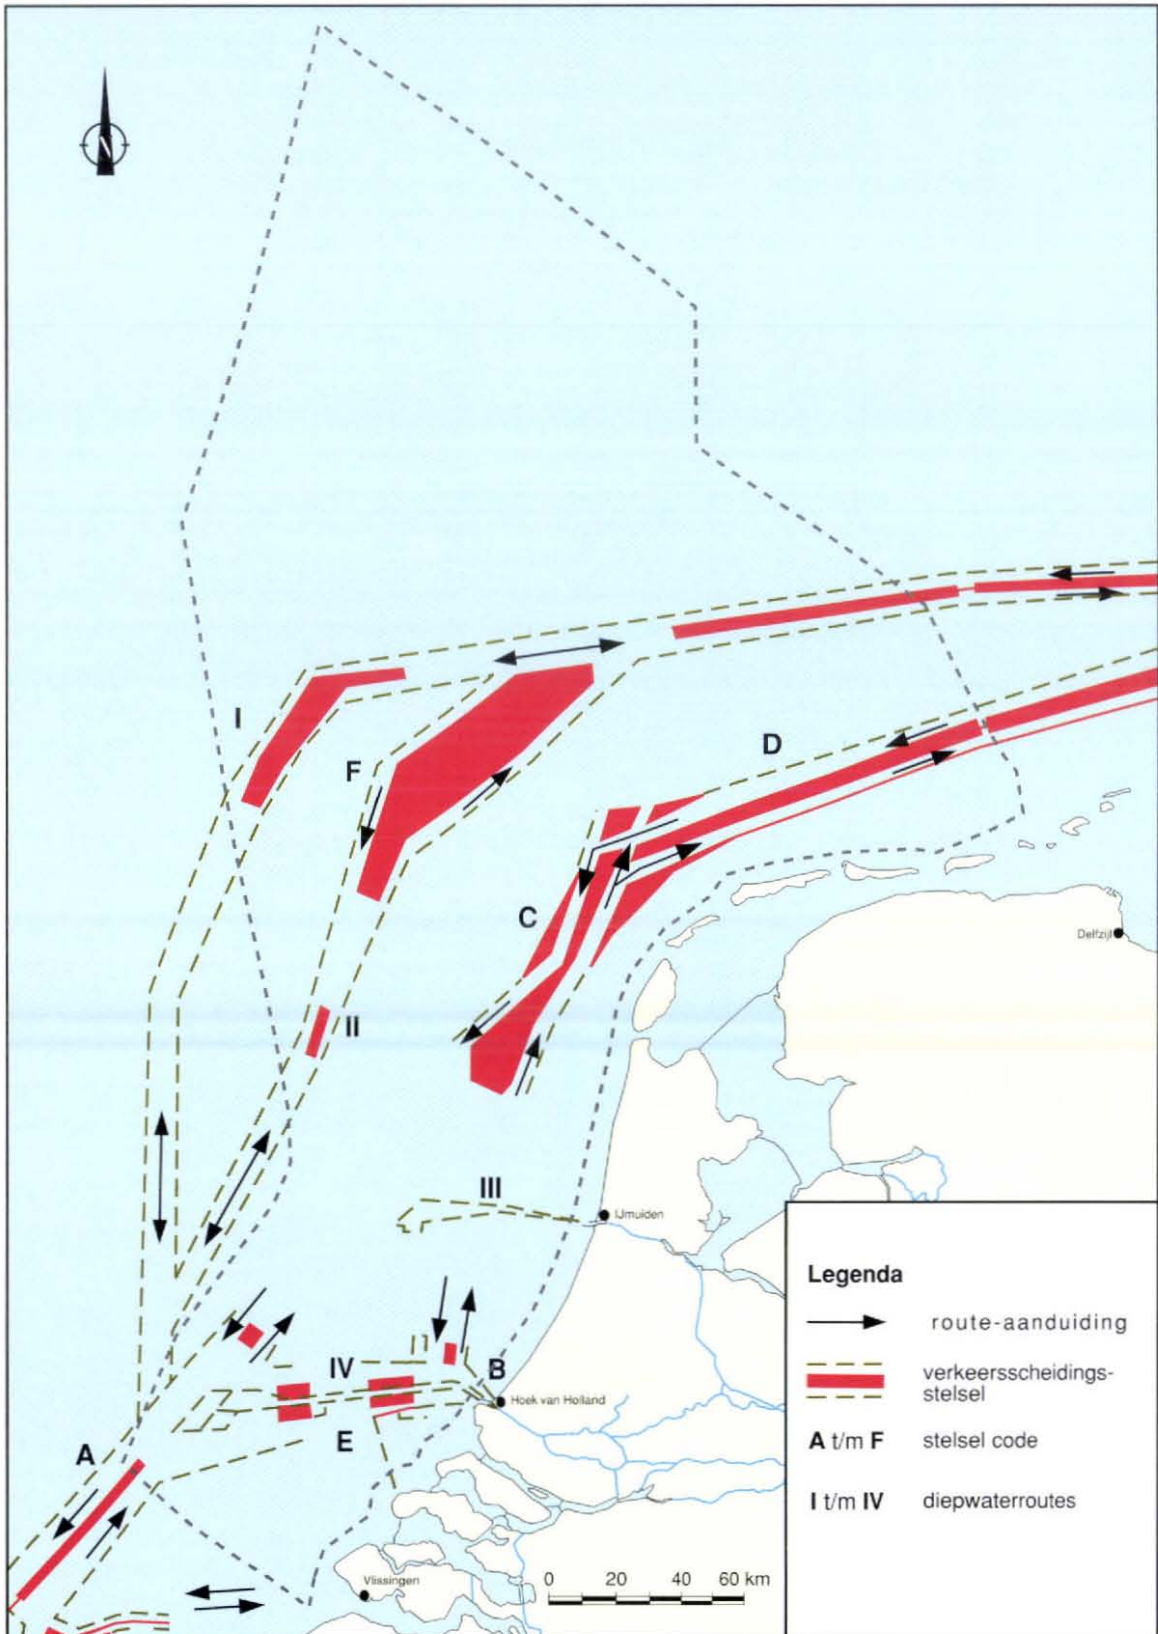 N
I
F
D
C
Delfzijl
II
III
IJmuiden
IV
B
Hoek van Holland
E
A
Vlissingen
0 20 40 60 km
Legenda
route-aanduiding
verkeersscheidings-
stelsel
A t/m F stelsel code
I t/m IV diepwaterroutes